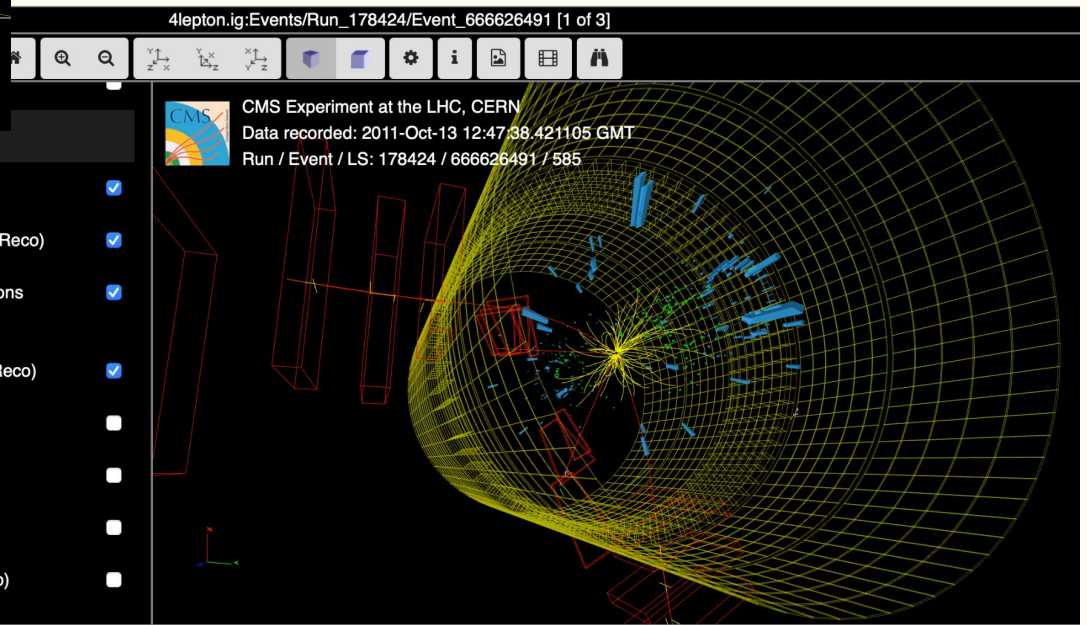 4lepton.ig:Events/Run_178424/Event_666626491 [1 of 3]
CMS
CMS Experiment at the LHC, CERN
Data recorded: 2011-Oct-13 12:47:38.421105 GMT
Run / Event / LS: 178424 / 666626491 / 585
Reco)
ons
Reco)
)